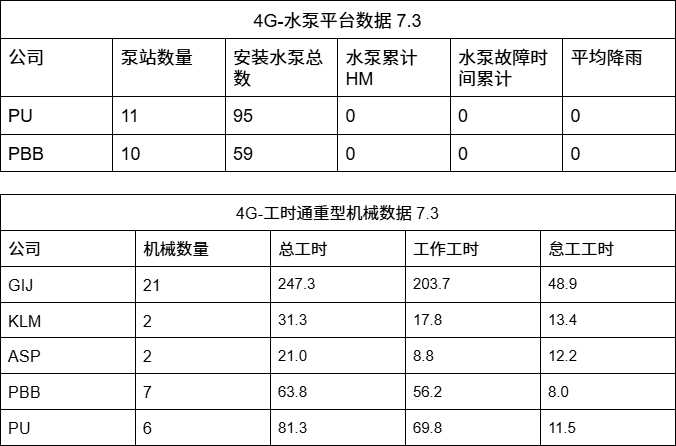 4G-水泵平台数据 7.3
公司 泵站数量 安装水泵总数 水泵累计 HM 水泵故障时间累计 平均降雨
PU 11 95 0 0 0
PBB 10 59 0 0 0
4G-工时通重型机械数据 7.3
公司 机械数量 总工时 工作工时 怠工工时
GIJ 21 247.3 203.7 48.9
KLM 2 31.3 17.8 13.4
ASP 2 21.0 8.8 12.2
PBB 7 63.8 56.2 8.0
PU 6 81.3 69.8 11.5